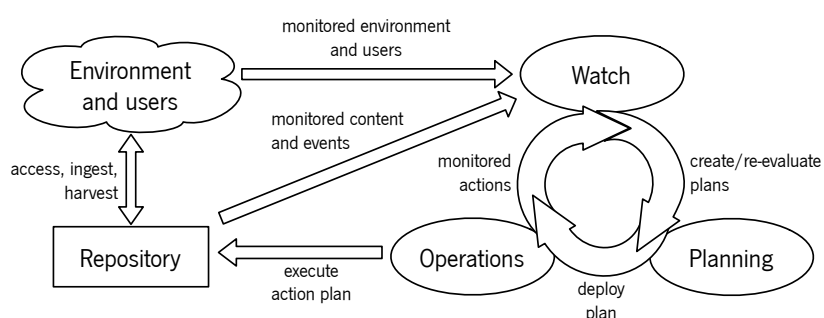 monitored environment
and users
Environment
and users
Watch
monitored content
and events
access, ingest,
harvest
monitored
actions
create/re-evaluate
plans
Repository
Operations
Planning
execute
action plan
deploy
plan